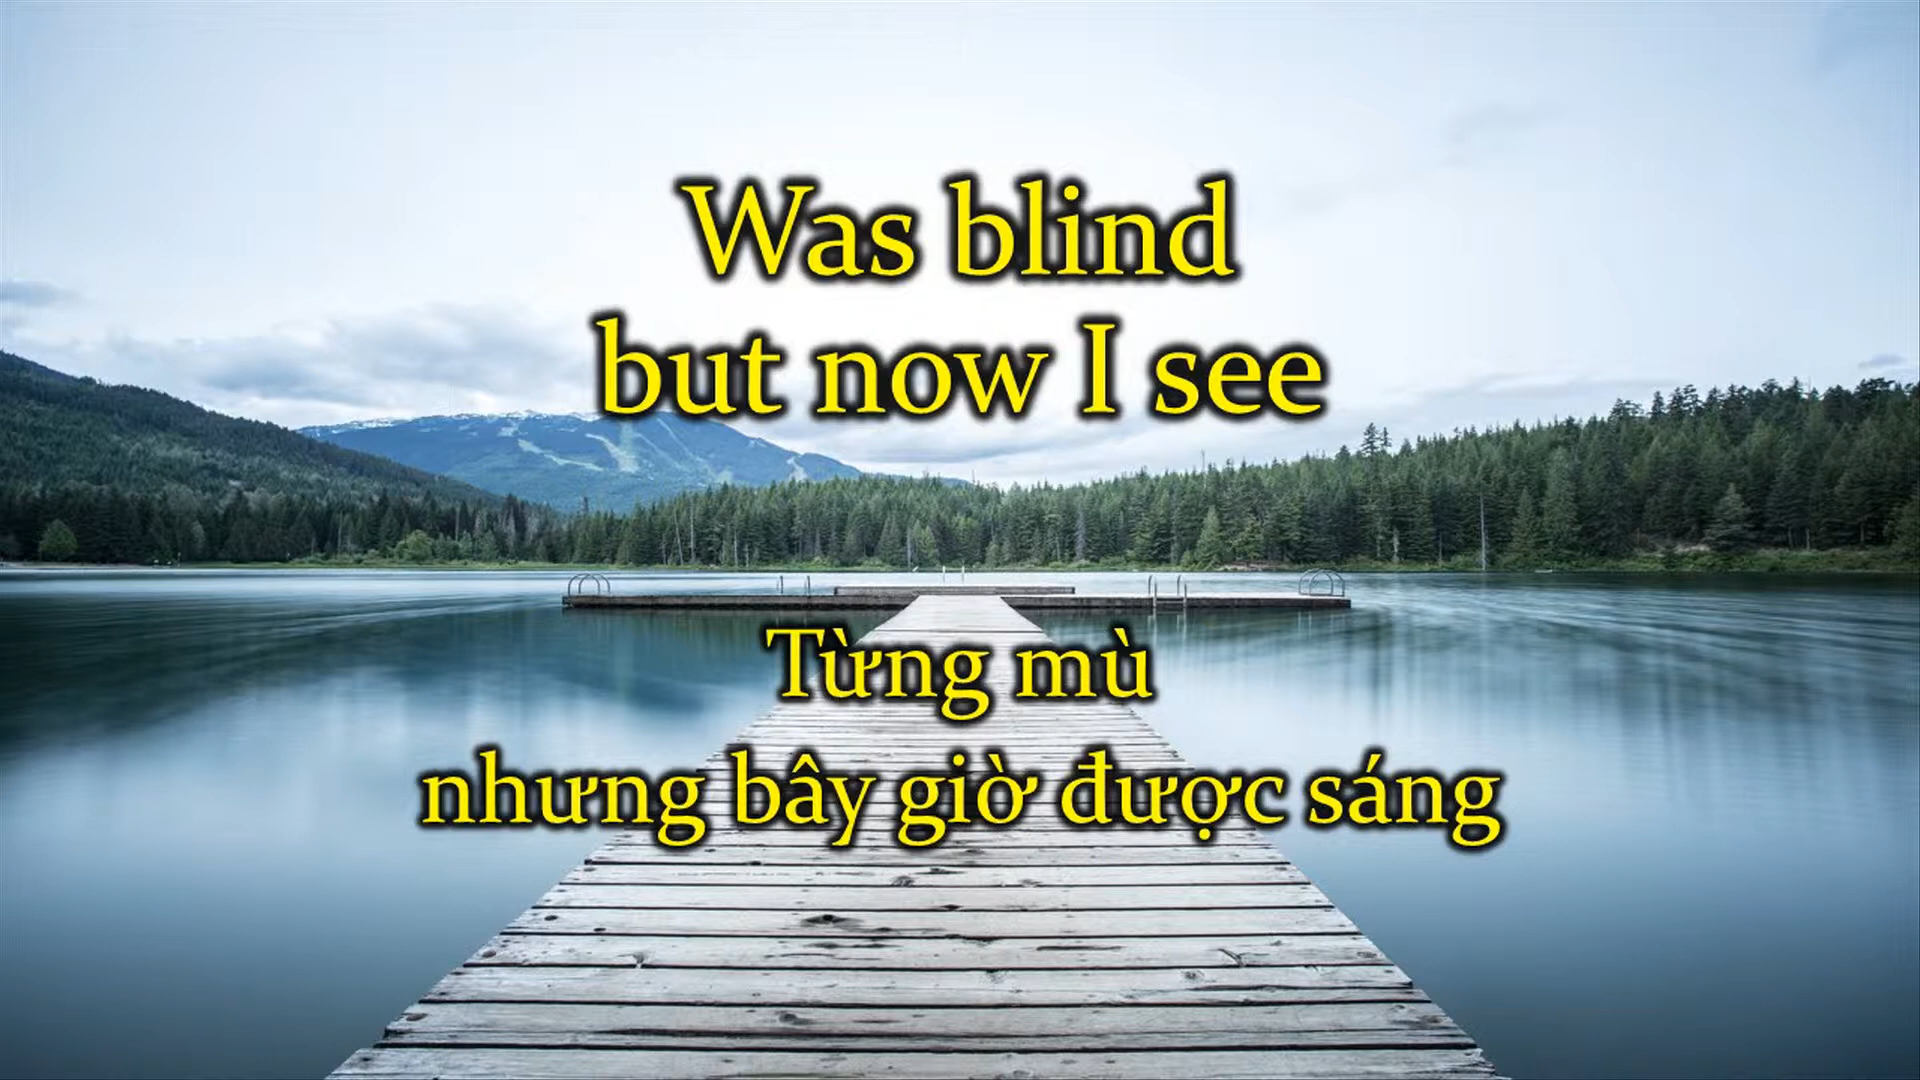 Was blind
but now I see
Từng mù
nhưng bây giờ được sáng